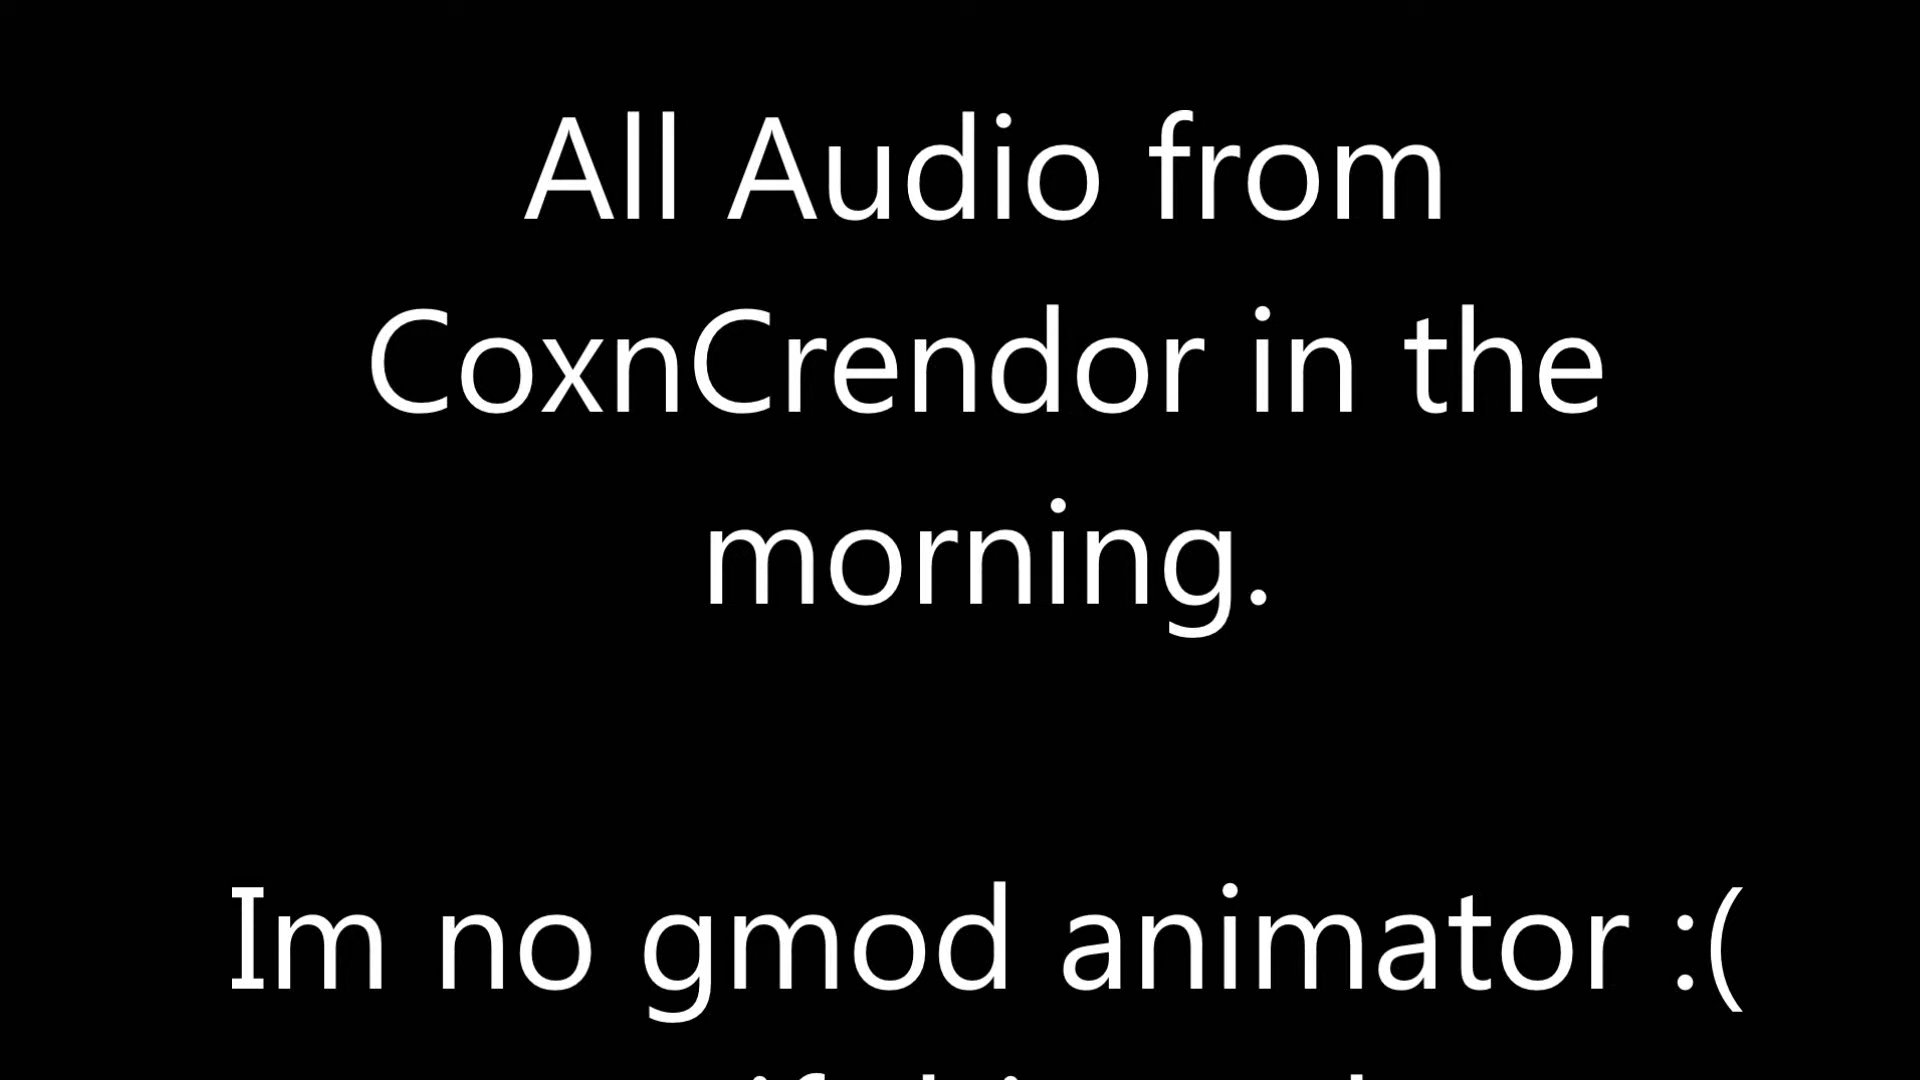 All Audio from
CoxnCrendor in the
morning.
Im no gmod animator :(